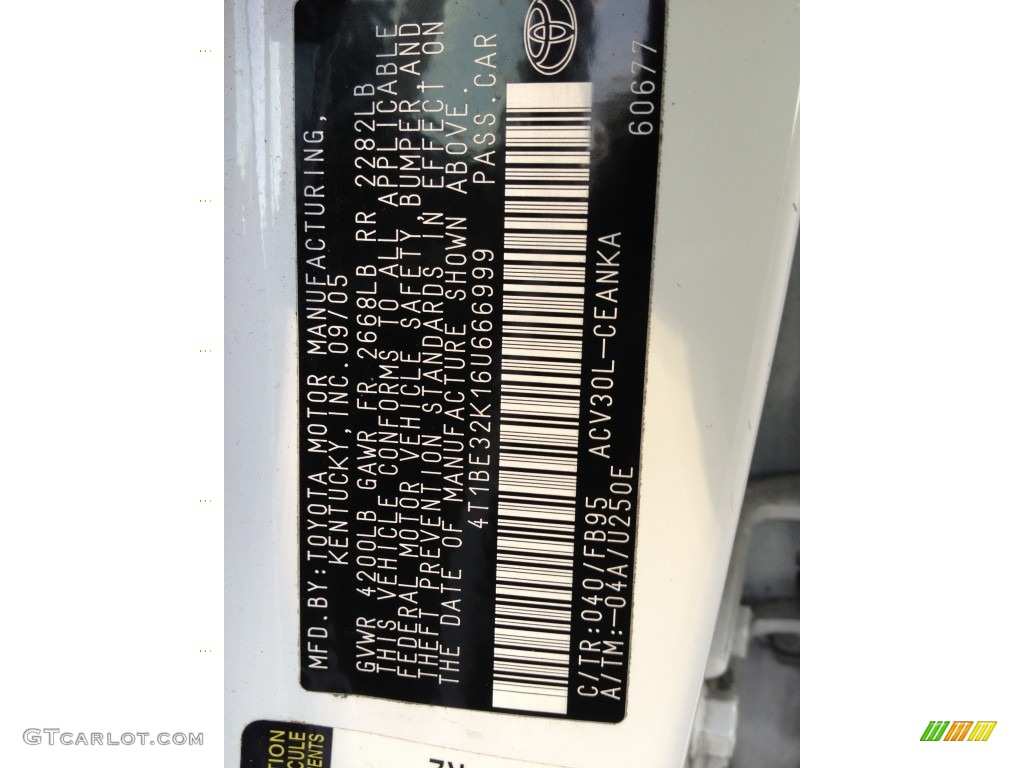 MFD.BY:TOYOTA MOTOR MANUFACTURING,
KENTUCKY,INC.09/05
GVWR 4200LB GAWR FR 2668LB RR 2282LB
THIS VEHICLE CONFORMS TO ALL APPLICABLE
FEDERAL MOTOR VEHICLE SAFETY,BUMPER,AND
THEFT PREVENTION STANDARDS IN EFFECT ON
THE DATE OF MANUFACTURE SHOWN ABOVE.
4T1BE32K16U666999 PASS.CAR
C/TR:040/FB95 ACV30L-CEANKA
A/TM:-04A/U250E 60677
GTCarlot.com